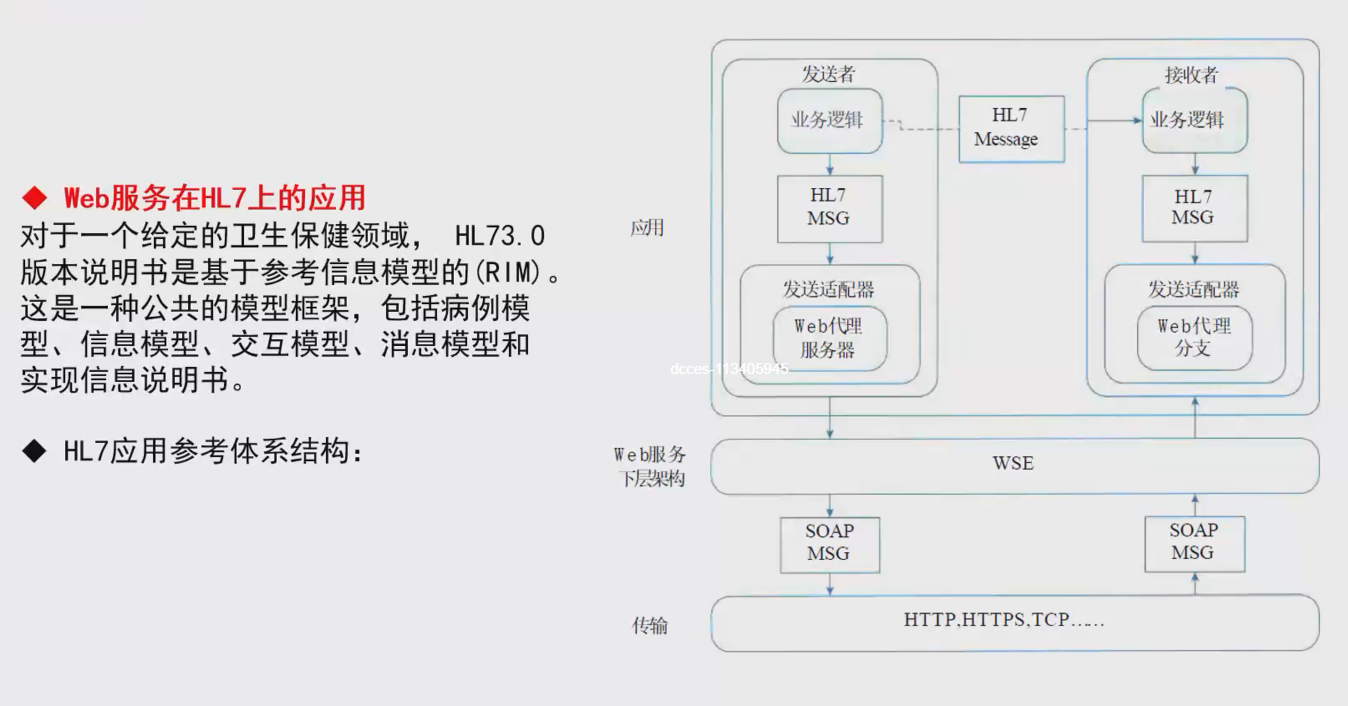 ◆ Web服务在HL7上的应用
对于一个给定的卫生保健领域， HL73.0
版本说明书是基于参考信息模型的(RIM)。
这是一种公共的模型框架，包括病例模
型、信息模型、交互模型、消息模型和
实现信息说明书。
◆ HL7应用参考体系结构：
发送者
业务逻辑
HL7
MSG
发送适配器
Web代理
服务器
HL7
Message
接收者
业务逻辑
HL7
MSG
发送适配器
Web代理
分支
应用
dcces-113405945
Web服务
下层架构
WSE
SOAP
MSG
SOAP
MSG
传输
HTTP,HTTPS,TCP……